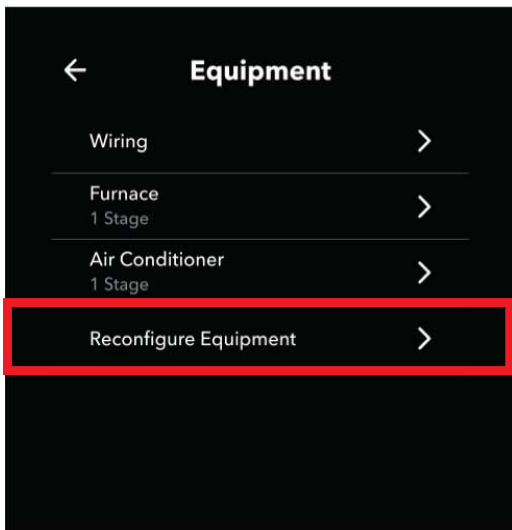 Equipment
Wiring
Furnace
1 Stage
Air Conditioner
1 Stage
Reconfigure Equipment